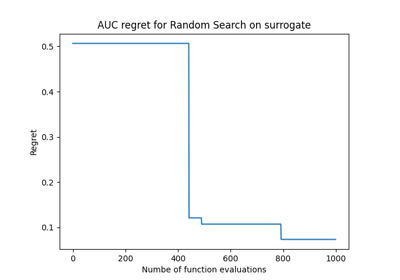 AUC regret for Random Search on surrogate
0.5
0.4
0.3
0.2
0.1
Regret
0 200 400 600 800 1000
Numbe of function evaluations